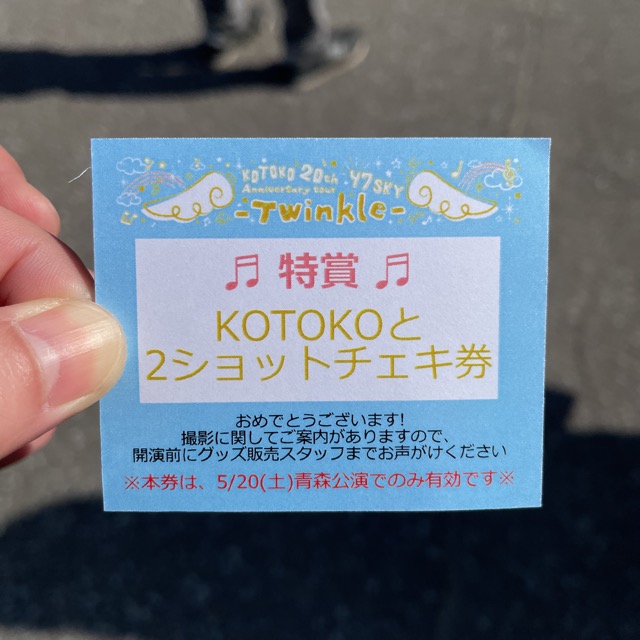 KOTOKO 20th
Anniversary tour
47SKY
-Twinkle-
♬ 特賞 ♬
KOTOKOと
2ショットチェキ券
おめでとうございます!
撮影に関してご案内がありますので、
開演前にグッズ販売スタッフまでお声がけください
※本券は、5/20(土)青森公演でのみ有効です※